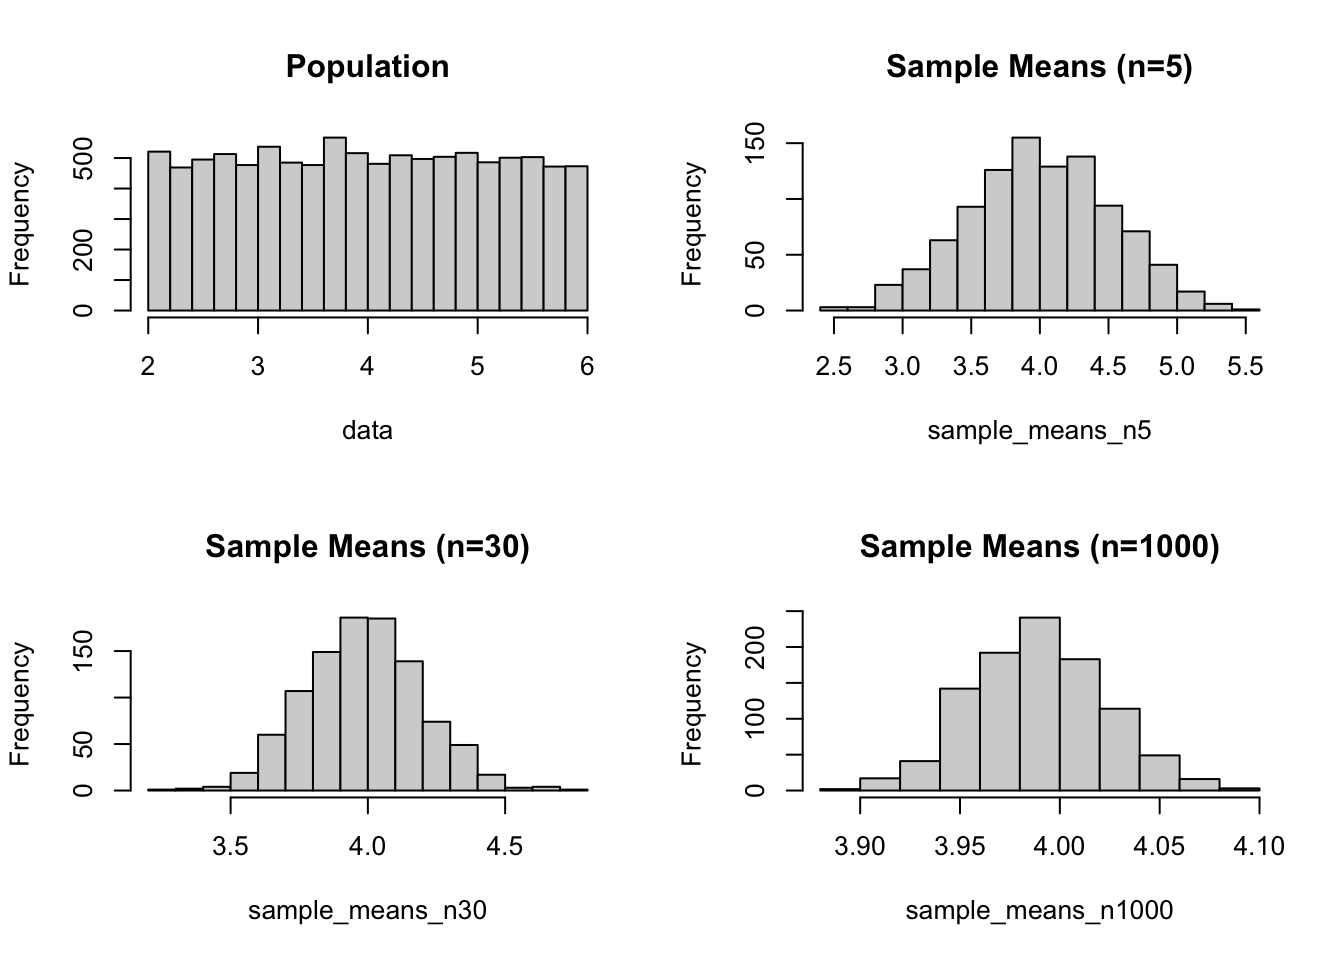 Population
Frequency
0
200
500
2
3
4
5
6
data
Sample Means (n=5)
Frequency
0
50
150
2.5
3.0
3.5
4.0
4.5
5.0
5.5
sample_means_n5
Sample Means (n=30)
Frequency
0
50
150
3.5
4.0
4.5
sample_means_n30
Sample Means (n=1000)
Frequency
0
100
200
3.90
3.95
4.00
4.05
4.10
sample_means_n1000